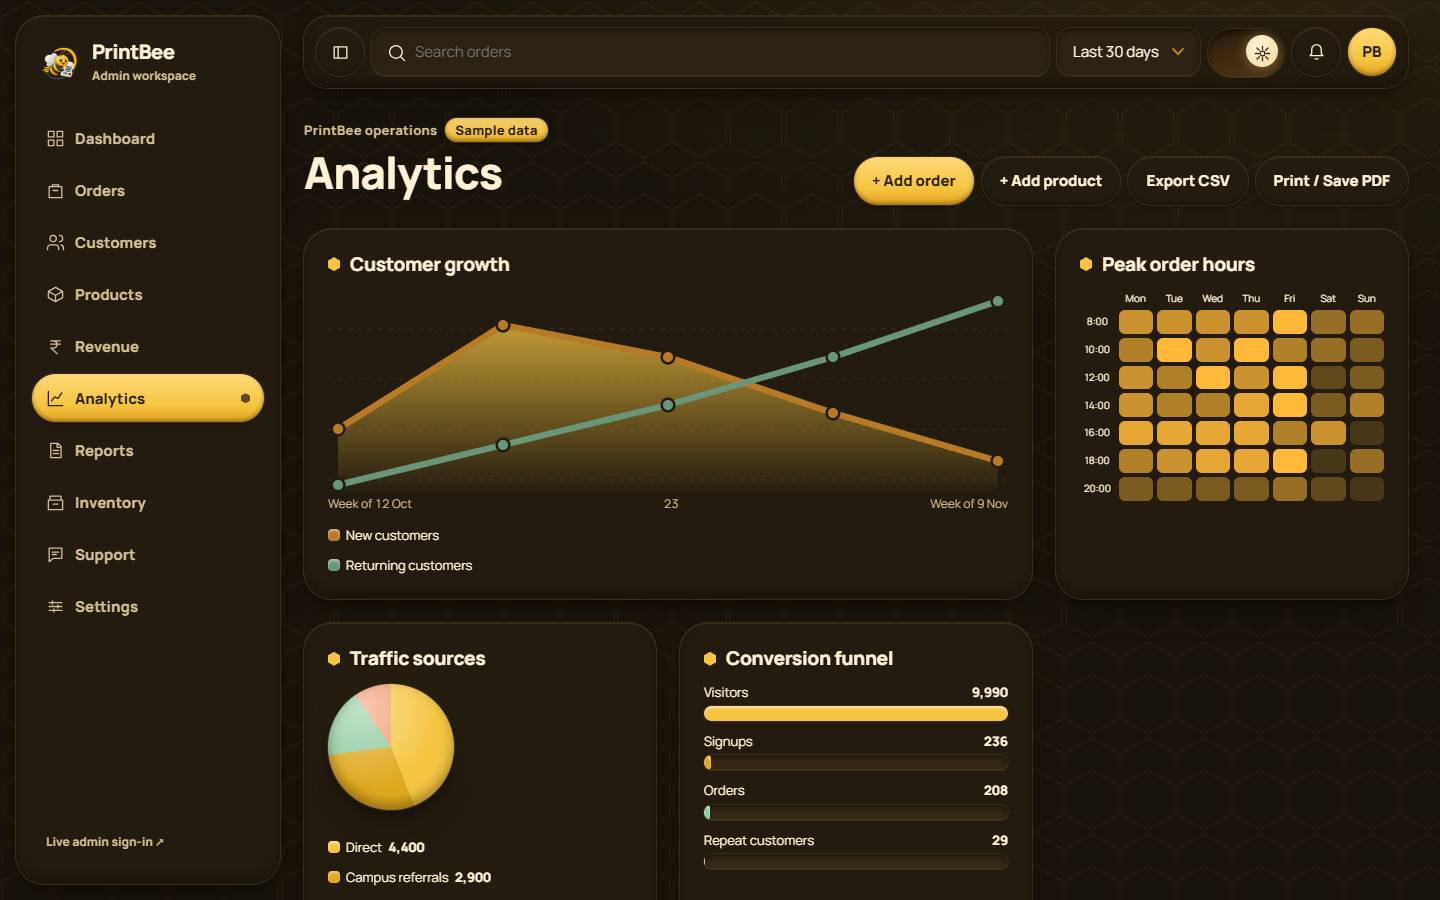 PrintBee
Admin workspace
Dashboard
Orders
Customers
Products
Revenue
Analytics
Reports
Inventory
Support
Settings
Live admin sign-in ↗
Search orders
Last 30 days
PB
PrintBee operations
Sample data
Analytics
+ Add order
+ Add product
Export CSV
Print / Save PDF
Customer growth
Week of 12 Oct
23
Week of 9 Nov
New customers
Returning customers
Peak order hours
Mon Tue Wed Thu Fri Sat Sun
8:00
10:00
12:00
14:00
16:00
18:00
20:00
Traffic sources
Direct 4,400
Campus referrals 2,900
Conversion funnel
Visitors 9,990
Signups 236
Orders 208
Repeat customers 29